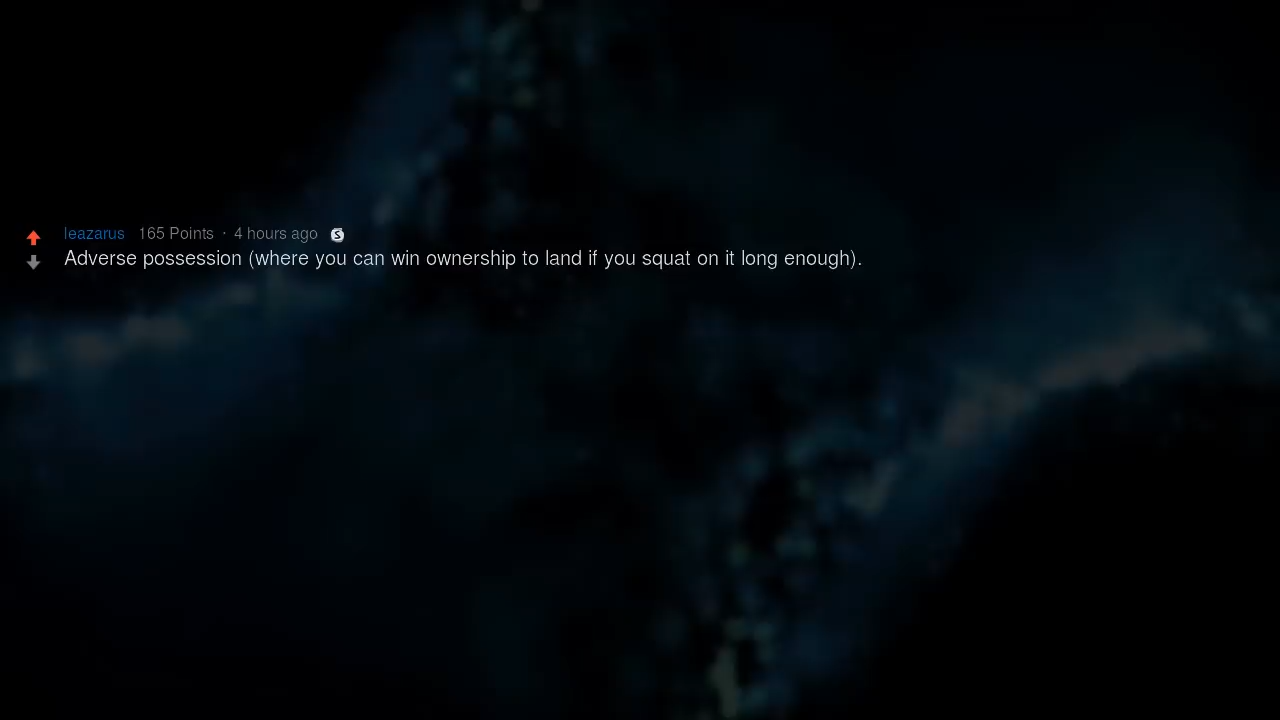 leazarus 165 Points · 4 hours ago S
Adverse possession (where you can win ownership to land if you squat on it long enough).